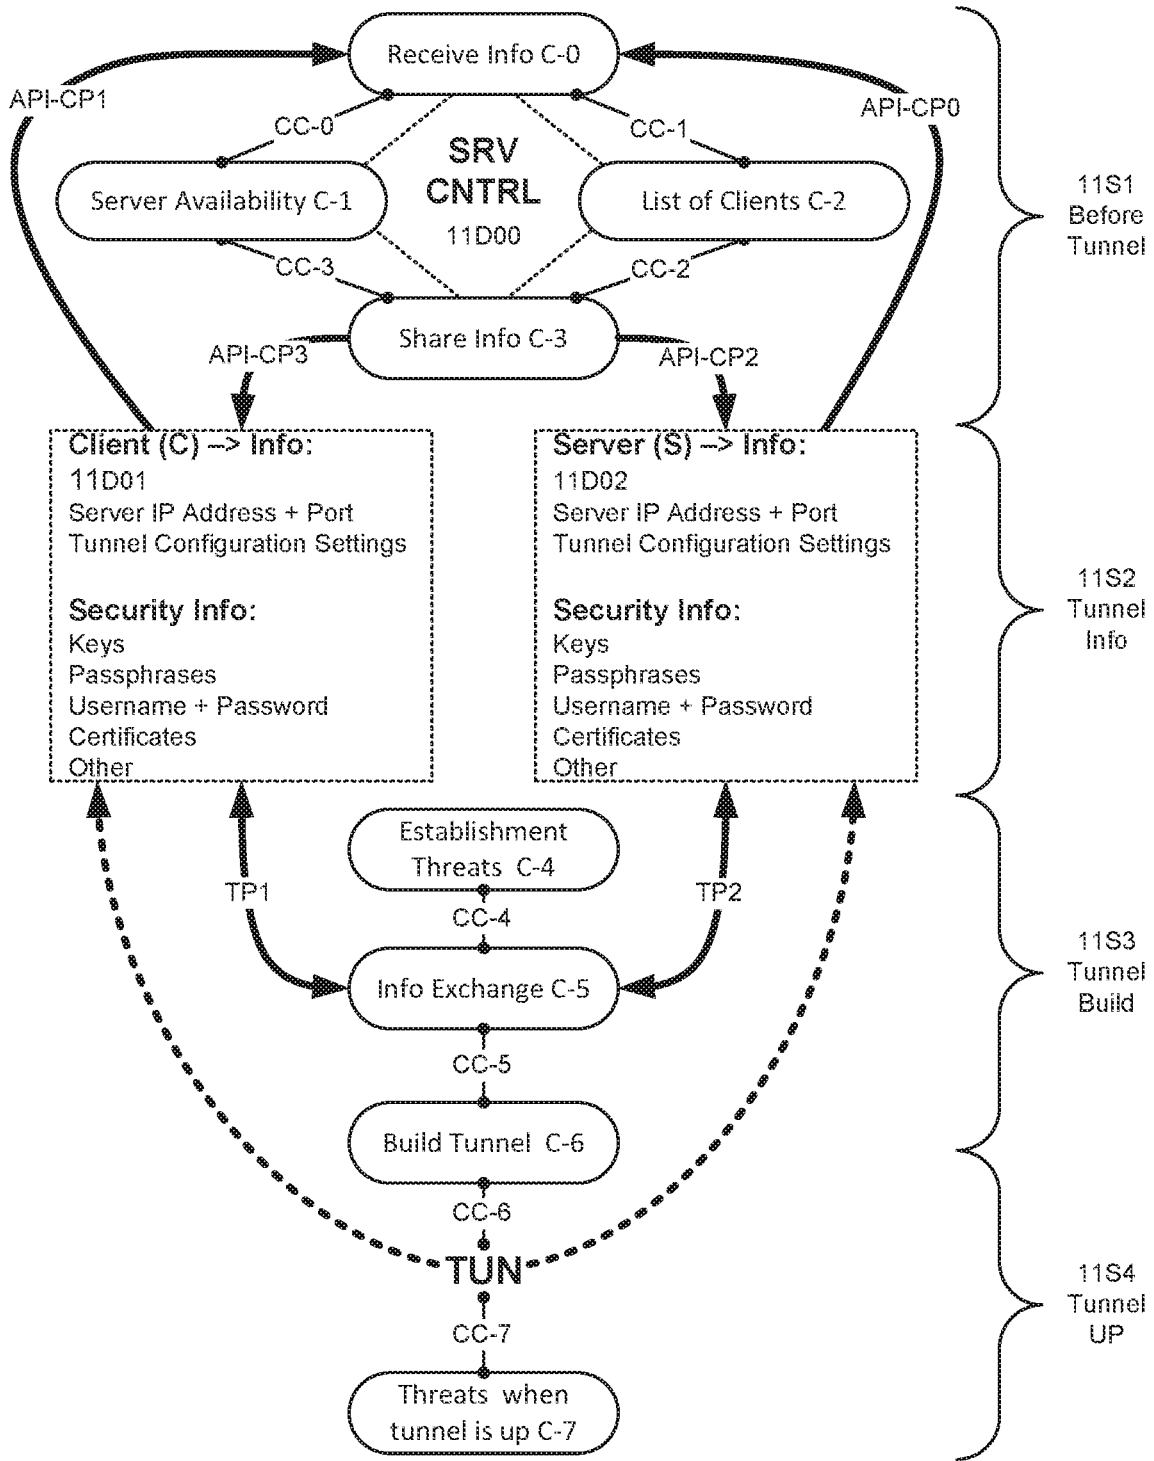 Receive Info C-0
API-CP1
API-CP0
CC-0
CC-1
SRV
CNTRL
11D00
Server Availability C-1
List of Clients C-2
CC-3
CC-2
Share Info C-3
API-CP3
API-CP2
11S1
Before
Tunnel
Client (C) –> Info:
11D01
Server IP Address + Port
Tunnel Configuration Settings
Security Info:
Keys
Passphrases
Username + Password
Certificates
Other
Server (S) –> Info:
11D02
Server IP Address + Port
Tunnel Configuration Settings
Security Info:
Keys
Passphrases
Username + Password
Certificates
Other
11S2
Tunnel
Info
Establishment
Threats  C-4
TP1
CC-4
TP2
Info Exchange C-5
CC-5
Build Tunnel  C-6
11S3
Tunnel
Build
CC-6
TUN
CC-7
Threats  when
tunnel is up C-7
11S4
Tunnel
UP